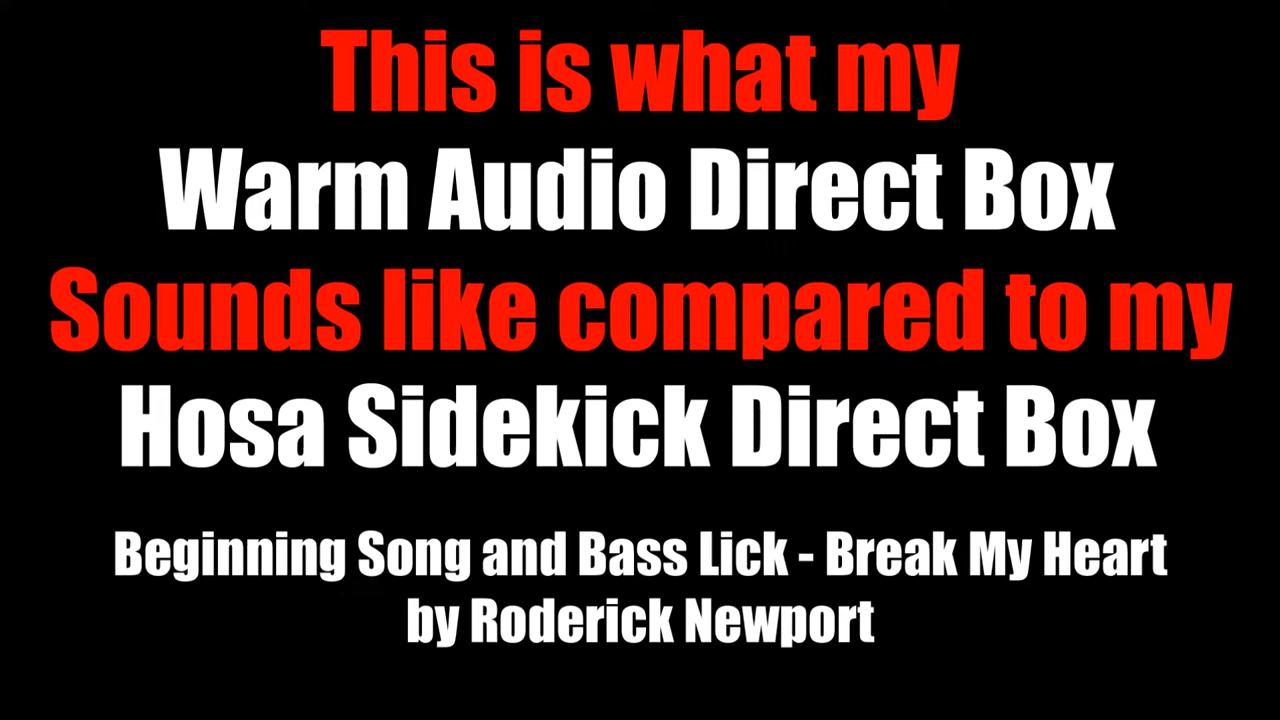 This is what my
Warm Audio Direct Box
Sounds like compared to my
Hosa Sidekick Direct Box
Beginning Song and Bass Lick - Break My Heart
by Roderick Newport